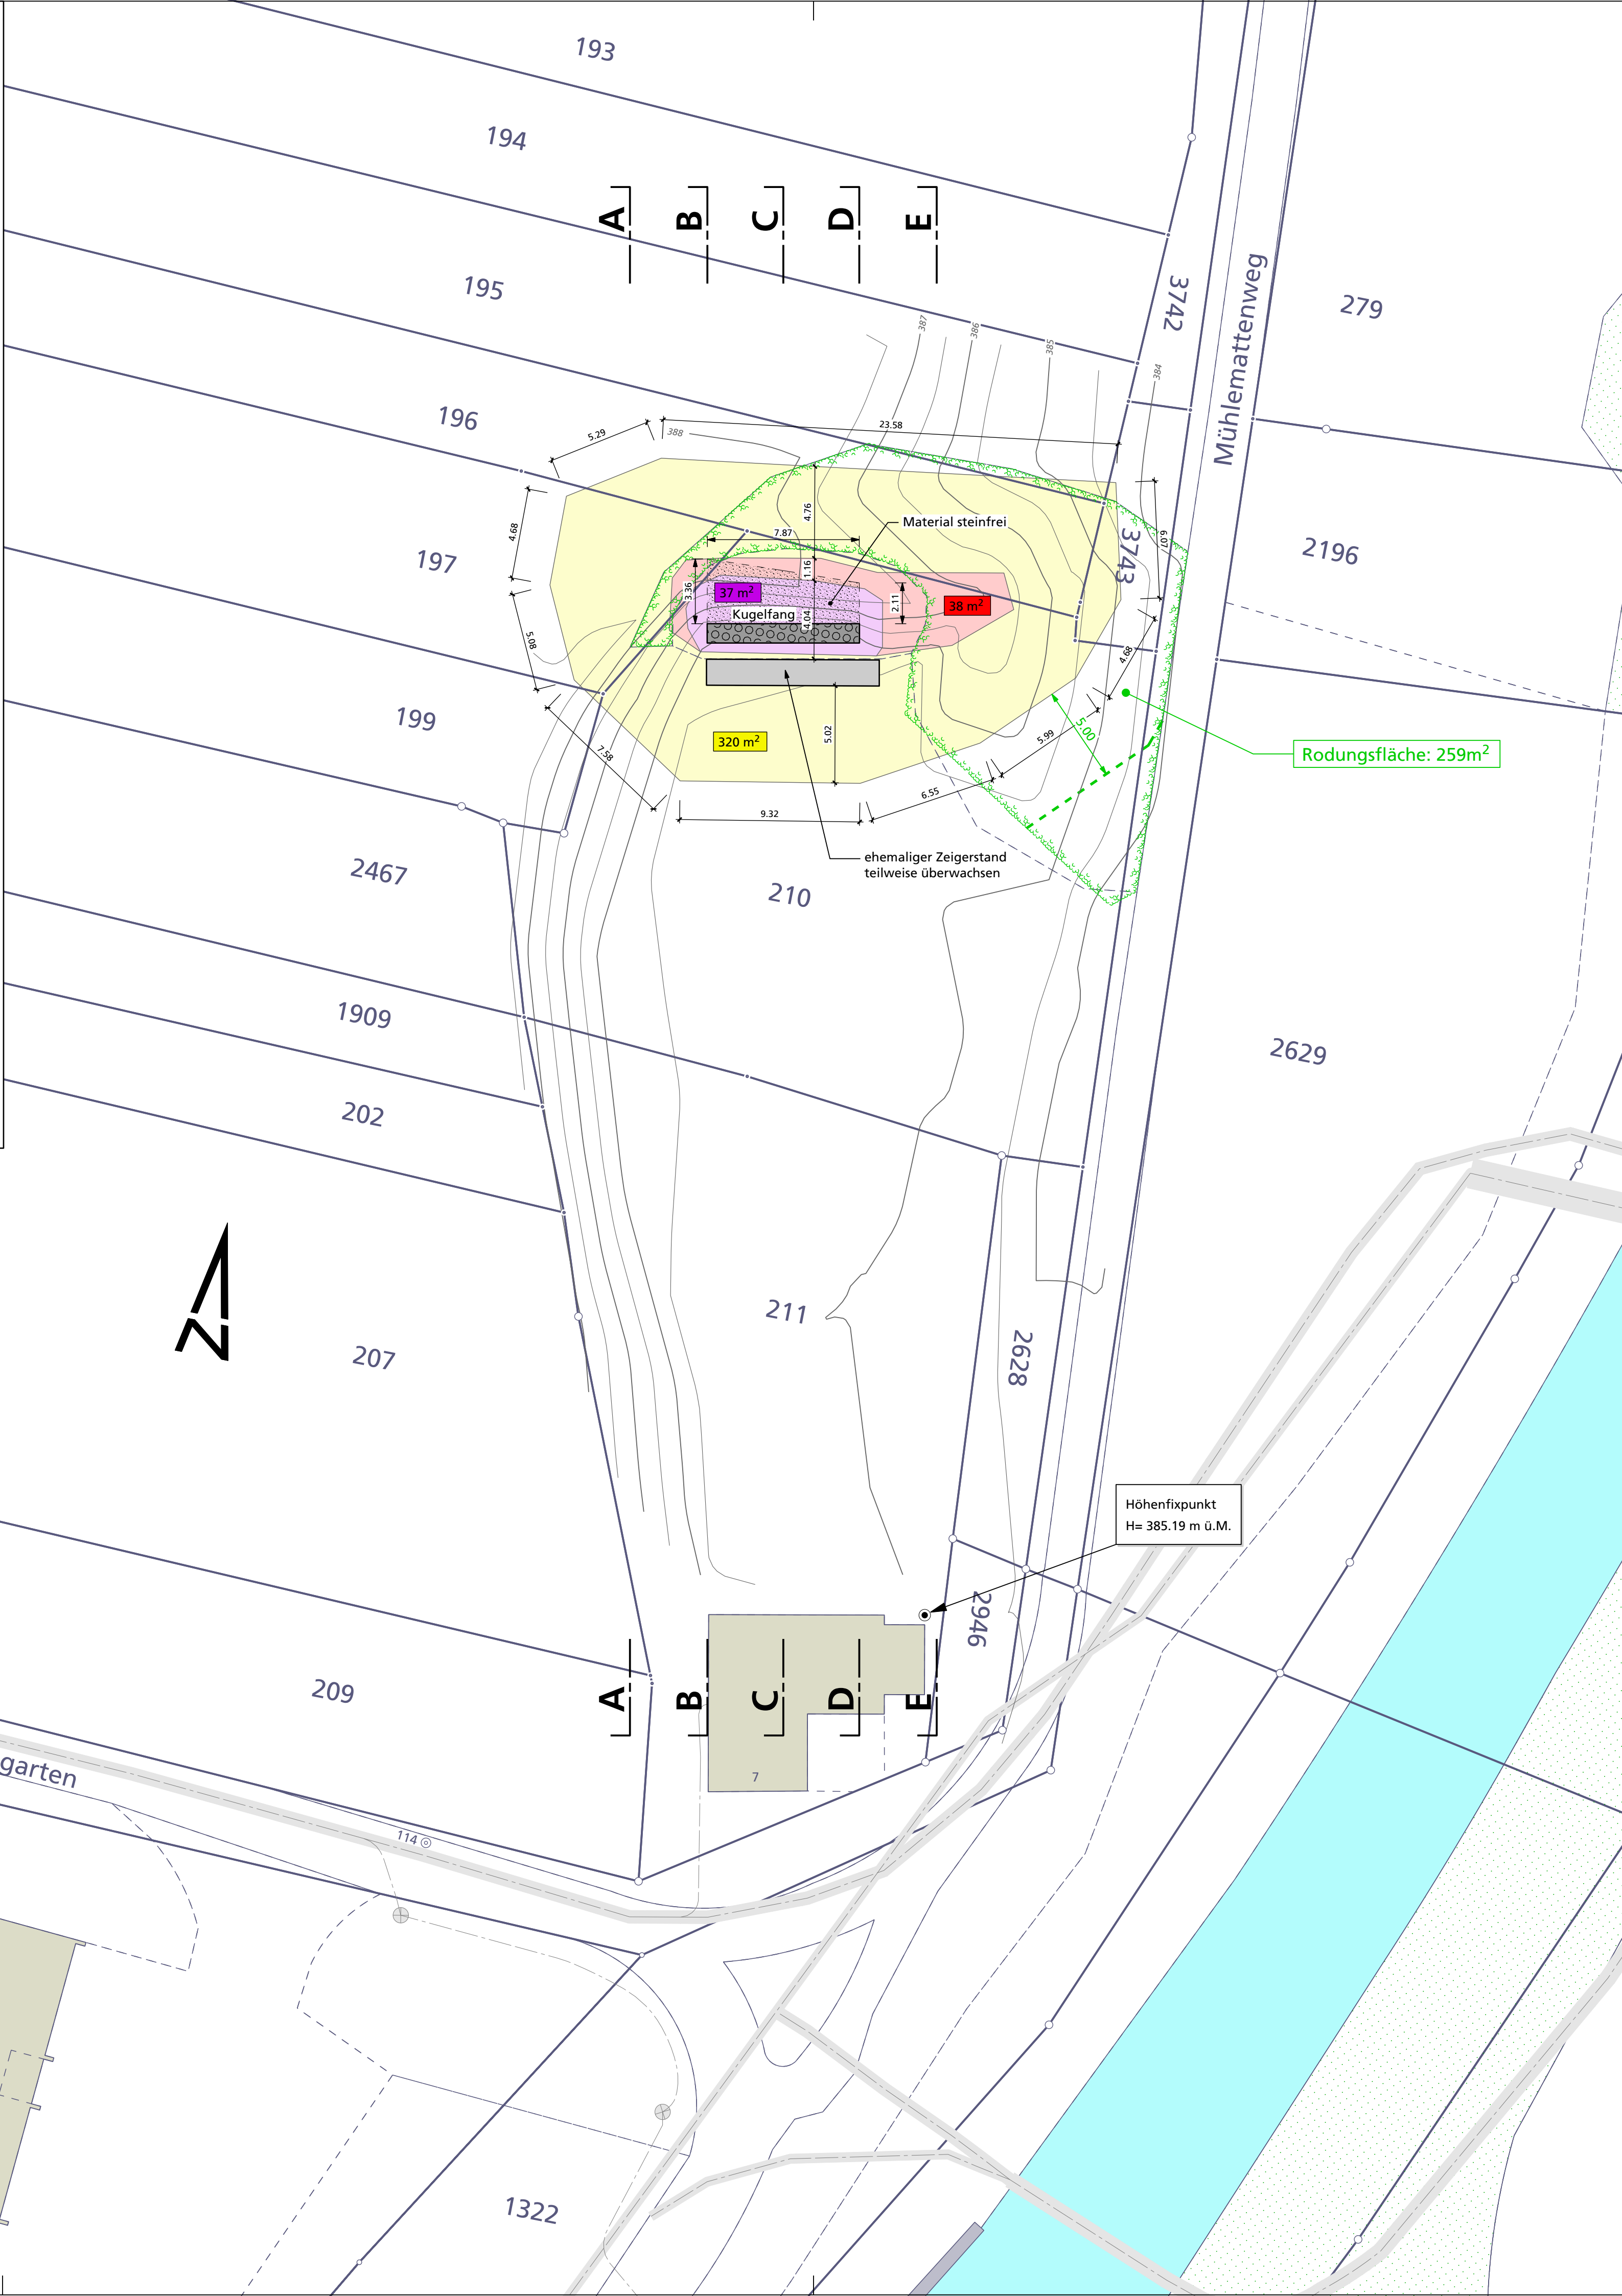 193
194
A
B
C
D
E
195
3742
Mühlemattenweg
279
387
386
385
384
196
5.29
388
23.58
4.68
4.76
Material steinfrei
7.87
6.07
197
3743
2196
1.16
3.36
37 m²
2.11
38 m²
Kugelfang
4.04
5.08
4.68
199
5.00
320 m²
5.02
5.99
7.58
Rodungsfläche: 259m²
6.55
9.32
ehemaliger Zeigerstand
teilweise überwachsen
2467
210
1909
2629
202
N
211
207
2628
Höhenfixpunkt
H= 385.19 m ü.M.
2946
209
A
B
C
D
E
7
garten
114
1322